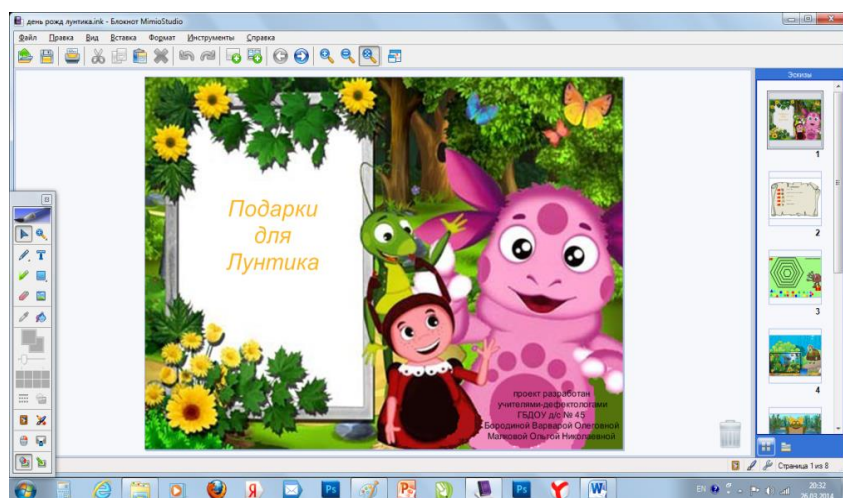 день рожд лунтика.ink - Блокнот MimioStudio
Файл Правка Вид Вставка Формат Инструменты Справка
Эскизы
1
2
3
4
Подарки
для
Лунтика
проект разработан
учителями-дефектологами
ГБДОУ д/с № 45
Бородиной Варварой Олеговной
Малковой Ольгой Николаевной
Страница 1 из 8
EN
20:32
26.03.2014